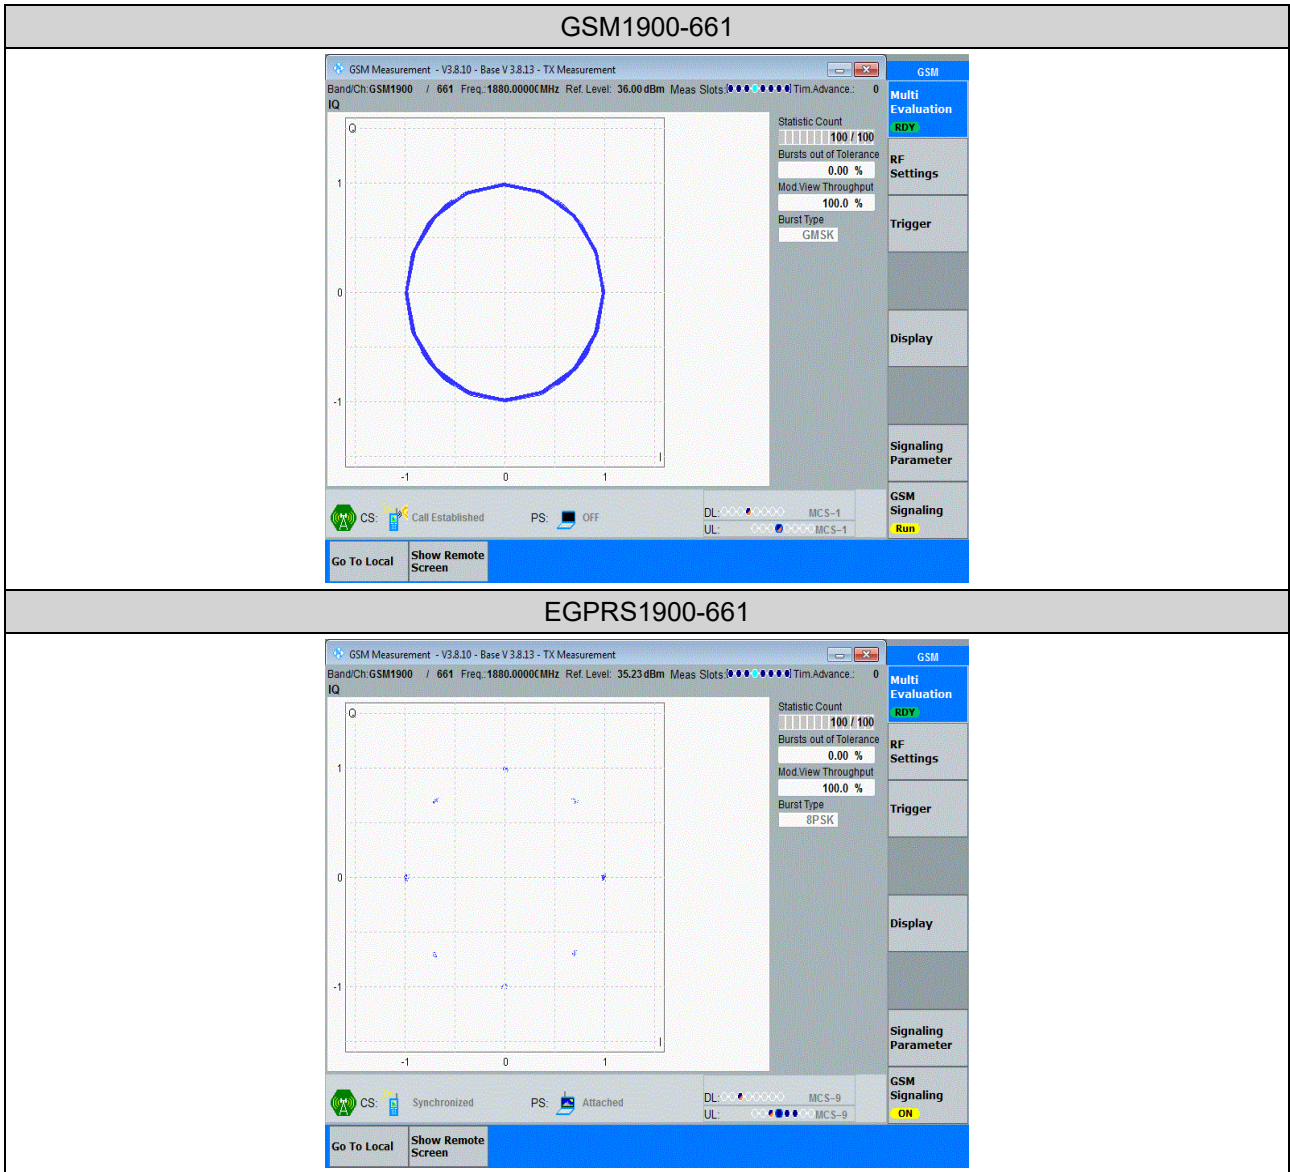 GSM1900-661
GSM Measurement - V3.8.10 - Base V 3.8.13 - TX Measurement
GSM
Band/Ch:GSM1900 / 661 Freq.:1880.0000 MHz Ref. Level: 36.00 dBm Meas Slots: Tim.Advance.: 0
IQ
Multi
Evaluation
RDY
Q
Statistic Count
100 / 100
Bursts out of Tolerance
0.00 %
Mod.View Throughput
100.0 %
Burst Type
GMSK
RF
Settings
Trigger
Display
Signaling
Parameter
GSM
Signaling
Run
1
0
-1
I
-1 0 1
CS: Call Established PS: OFF
DL: MCS-1
UL: MCS-1
Go To Local
Show Remote
Screen
EGPRS1900-661
GSM Measurement - V3.8.10 - Base V 3.8.13 - TX Measurement
GSM
Band/Ch:GSM1900 / 661 Freq.:1880.0000 MHz Ref. Level: 35.23 dBm Meas Slots: Tim.Advance.: 0
IQ
Multi
Evaluation
RDY
Q
Statistic Count
100 / 100
Bursts out of Tolerance
0.00 %
Mod.View Throughput
100.0 %
Burst Type
8PSK
RF
Settings
Trigger
Display
Signaling
Parameter
GSM
Signaling
ON
1
0
-1
I
-1 0 1
CS: Synchronized PS: Attached
DL: MCS-9
UL: MCS-9
Go To Local
Show Remote
Screen